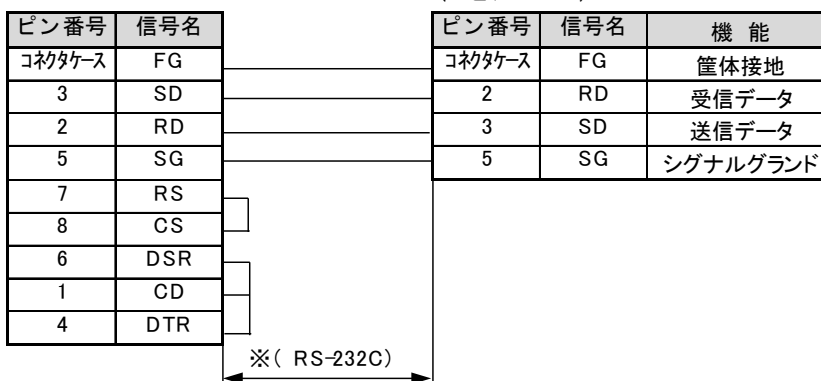 ピン番号 信号名 ピン番号 信号名 機 能
コネクタケース FG コネクタケース FG 筐体接地
3 SD 2 RD 受信データ
2 RD 3 SD 送信データ
5 SG 5 SG シグナルグランド
7 RS
8 CS
6 DSR
1 CD
4 DTR
※( RS-232C)